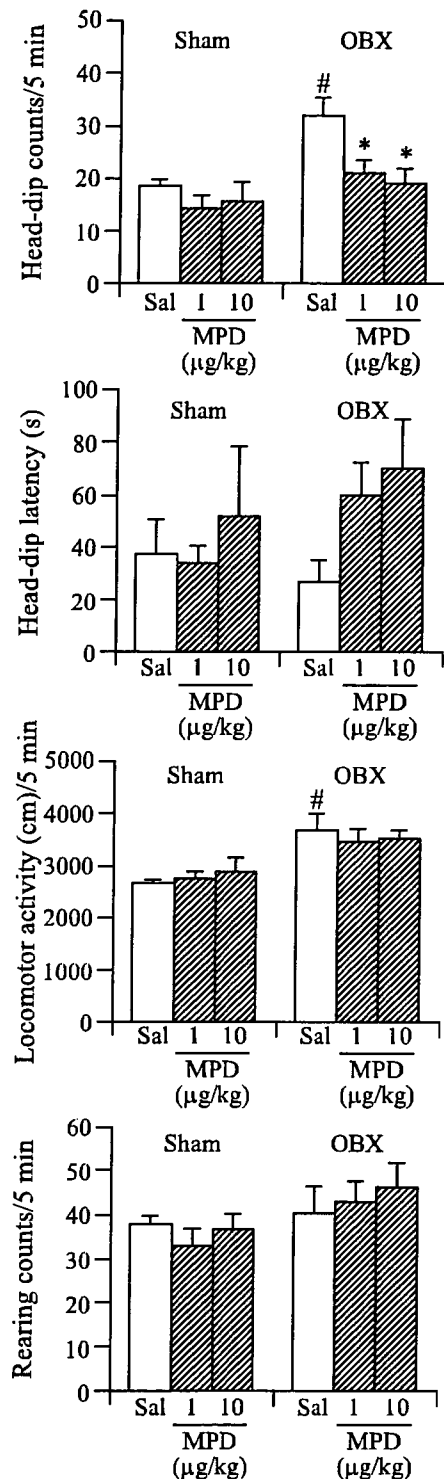 Head-dip counts/5 min
50
40
30
20
10
0
Sham
OBX
#
*
*
Sal 1 10 Sal 1 10
MPD MPD
(μg/kg) (μg/kg)
Head-dip latency (s)
100
80
60
40
20
0
Sham
OBX
Sal 1 10 Sal 1 10
MPD MPD
(μg/kg) (μg/kg)
Locomotor activity (cm)/5 min
5000
4000
3000
2000
1000
0
Sham
OBX
#
Sal 1 10 Sal 1 10
MPD MPD
(μg/kg) (μg/kg)
Rearing counts/5 min
60
50
40
30
20
10
0
Sham
OBX
Sal 1 10 Sal 1 10
MPD MPD
(μg/kg) (μg/kg)